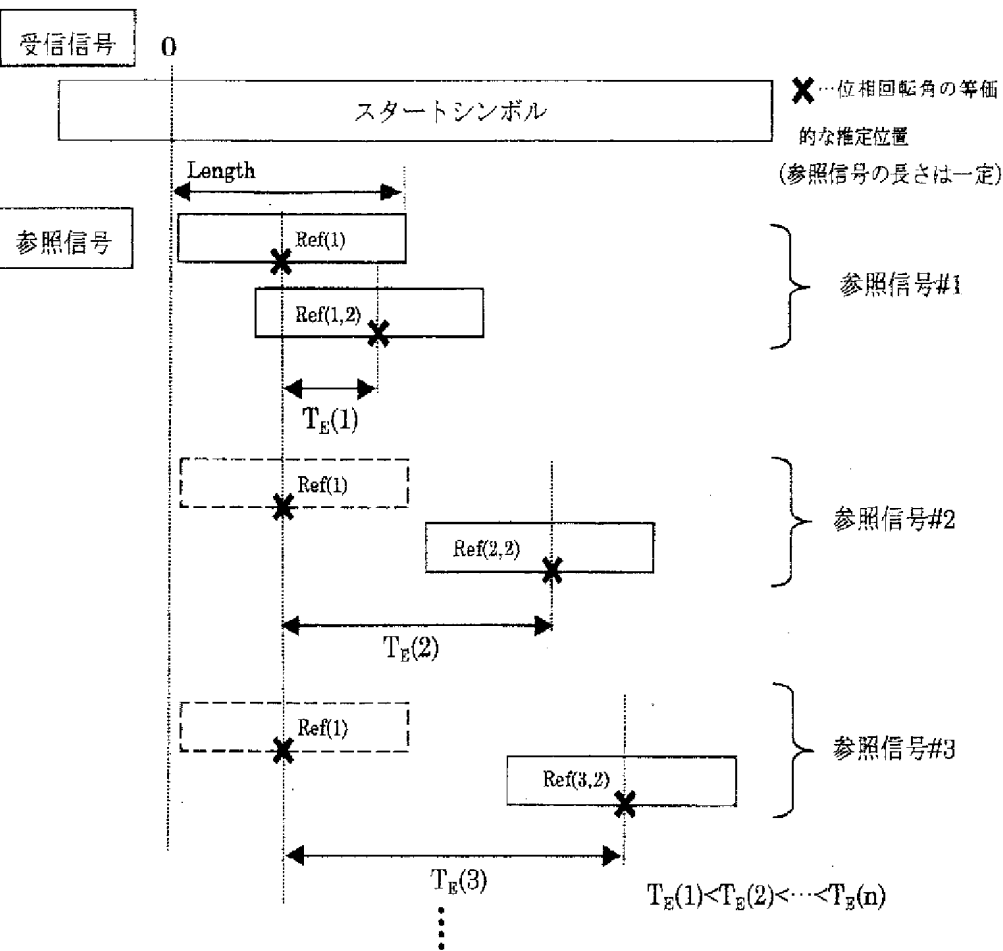 受信信号
0
スタートシンボル
✘…位相回転角の等価
的な推定位置
(参照信号の長さは一定)
Length
参照信号
Ref(1)
Ref(1,2)
参照信号#1
T_E(1)
Ref(1)
Ref(2,2)
参照信号#2
T_E(2)
Ref(1)
Ref(3,2)
参照信号#3
T_E(3)
T_E(1)<T_E(2)<…<T_E(n)